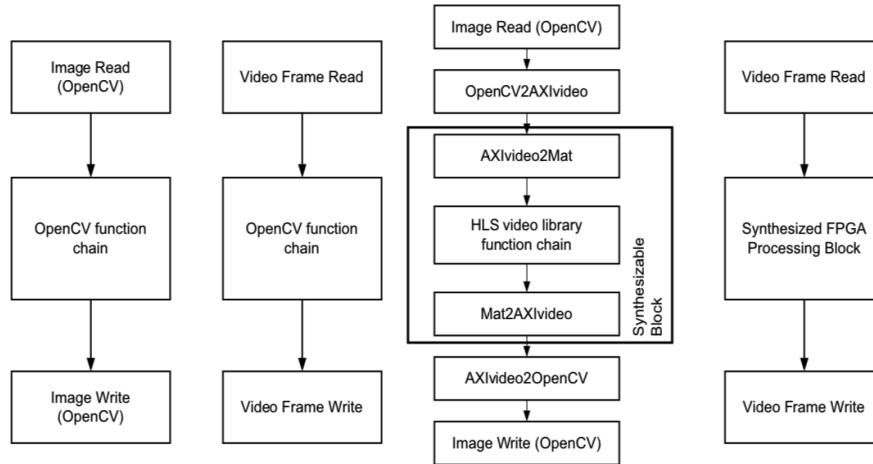 Image Read
(OpenCV)
OpenCV function
chain
Image Write
(OpenCV)
Video Frame Read
OpenCV function
chain
Video Frame Write
Image Read (OpenCV)
OpenCV2AXIvideo
AXIvideo2Mat
HLS video library
function chain
Mat2AXIvideo
Synthesizable
Block
AXIvideo2OpenCV
Image Write (OpenCV)
Video Frame Read
Synthesized FPGA
Processing Block
Video Frame Write